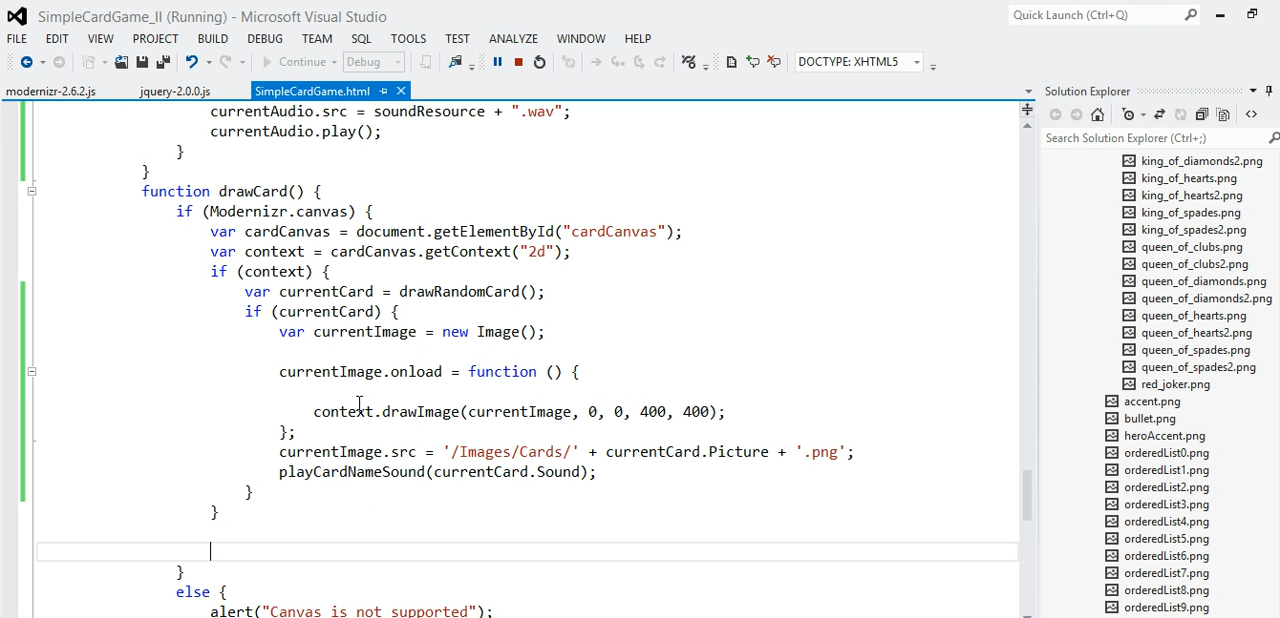 SimpleCardGame_II (Running) - Microsoft Visual Studio
Quick Launch (Ctrl+Q)
FILE EDIT VIEW PROJECT BUILD DEBUG TEAM SQL TOOLS TEST ANALYZE WINDOW HELP
Continue Debug DOCTYPE: XHTML5
modernizr-2.6.2.js jquery-2.0.0.js SimpleCardGame.html
currentAudio.src = soundResource + ".wav";
currentAudio.play();
}
}
function drawCard() {
if (Modernizr.canvas) {
var cardCanvas = document.getElementById("cardCanvas");
var context = cardCanvas.getContext("2d");
if (context) {
var currentCard = drawRandomCard();
if (currentCard) {
var currentImage = new Image();
currentImage.onload = function () {
context.drawImage(currentImage, 0, 0, 400, 400);
};
currentImage.src = '/Images/Cards/' + currentCard.Picture + '.png';
playCardNameSound(currentCard.Sound);
}
}
}
else {
alert("Canvas is not supported");
Solution Explorer
Search Solution Explorer (Ctrl+;)
king_of_diamonds2.png
king_of_hearts.png
king_of_hearts2.png
king_of_spades.png
king_of_spades2.png
queen_of_clubs.png
queen_of_clubs2.png
queen_of_diamonds.png
queen_of_diamonds2.png
queen_of_hearts.png
queen_of_hearts2.png
queen_of_spades.png
queen_of_spades2.png
red_joker.png
accent.png
bullet.png
heroAccent.png
orderedList0.png
orderedList1.png
orderedList2.png
orderedList3.png
orderedList4.png
orderedList5.png
orderedList6.png
orderedList7.png
orderedList8.png
orderedList9.png